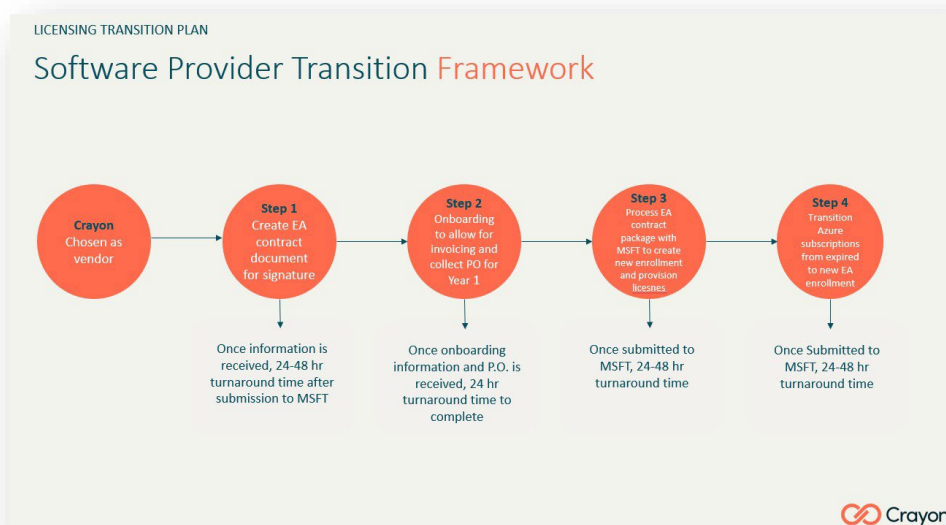 LICENSING TRANSITION PLAN
Software Provider Transition Framework
Crayon
Chosen as
vendor
Step 1
Create EA
contract
document
for signature
Step 2
Onboarding
to allow for
invoicing and
collect PO for
Year 1
Step 3
Process EA
contract
package with
MSFT to create
new enrollment
and provision
licesnes
Step 4
Transition
Azure
subscriptions
from expired
to new EA
enrollment
Once information is
received, 24-48 hr
turnaround time after
submission to MSFT
Once onboarding
information and P.O. is
received, 24 hr
turnaround time to
complete
Once submitted to
MSFT, 24-48 hr
turnaround time
Once Submitted to
MSFT, 24-48 hr
turnaround time
Crayon